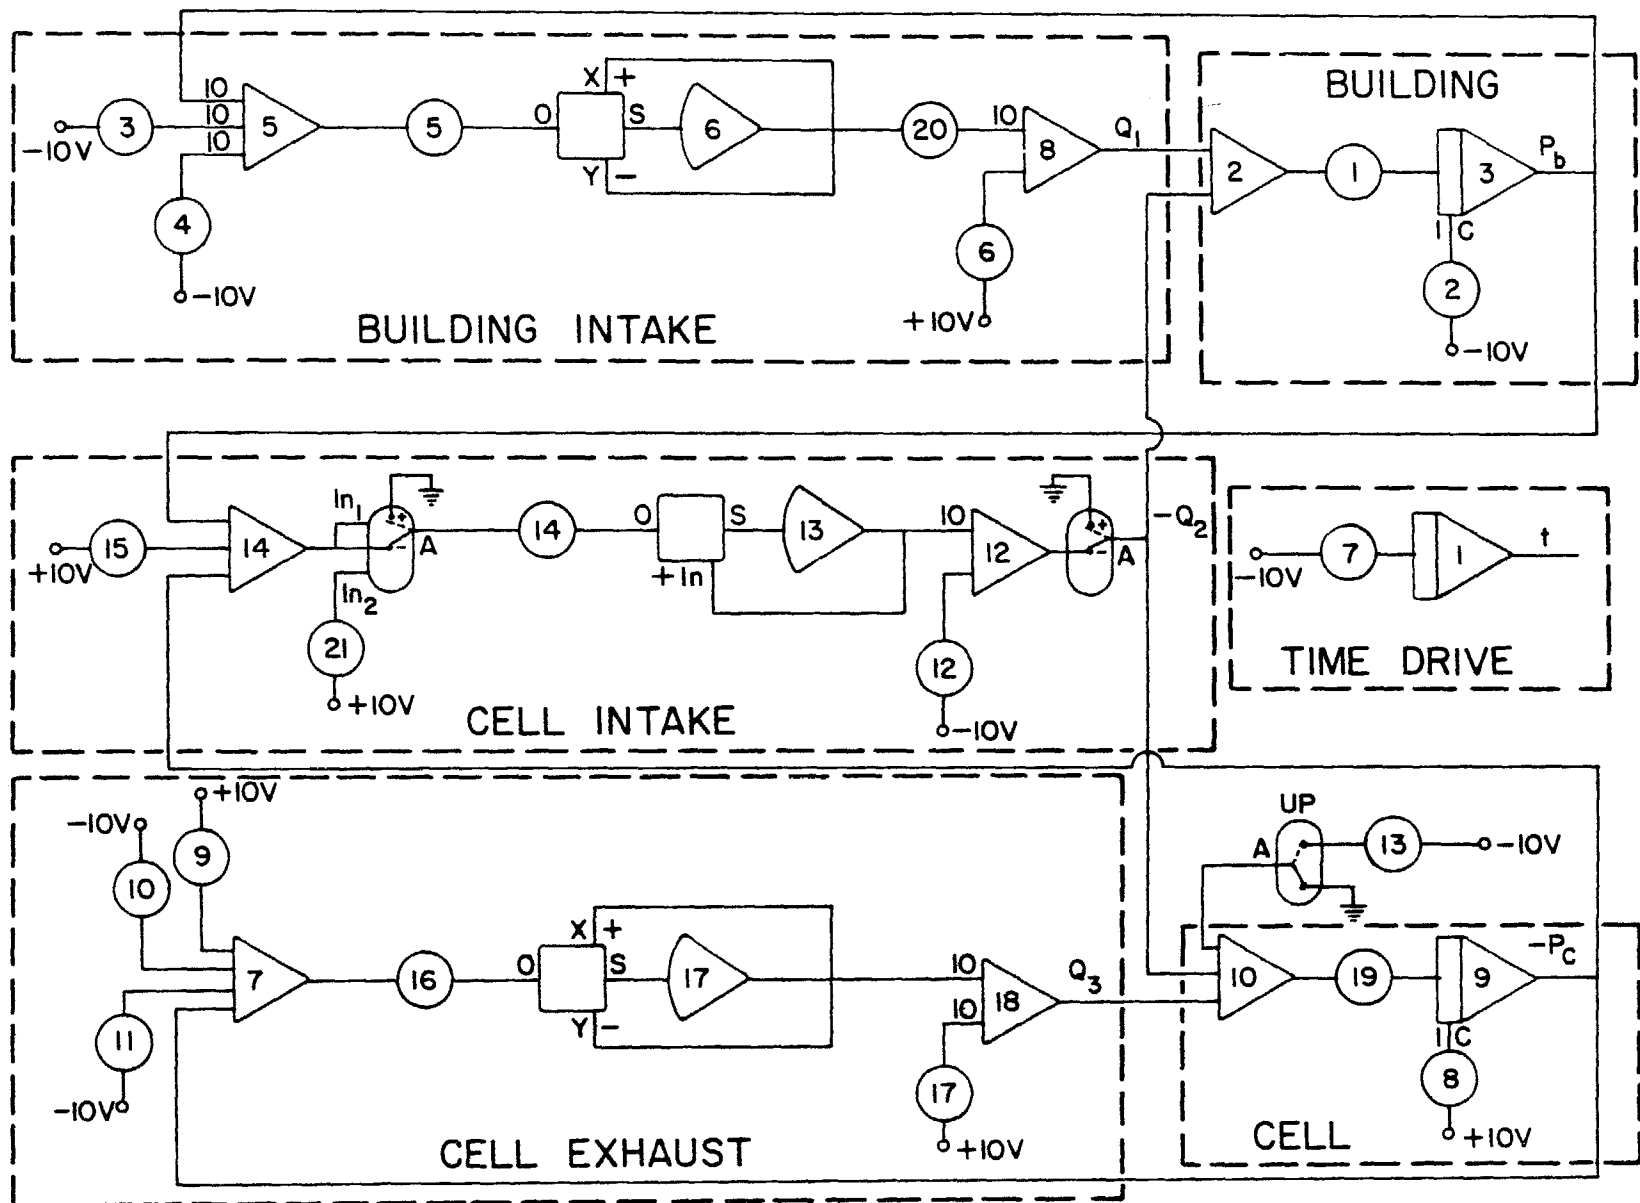 BUILDING INTAKE
10
10
10
-10V
3
5
4
-10V
5
O
X +
S
Y -
6
20
10
8
Q1
6
+10V
BUILDING
2
1
3
Pb
1 C
2
-10V
CELL INTAKE
+10V
15
14
In1
In2
+
-
A
21
+10V
14
O
S
+ In
13
10
12
12
-10V
+
-
A
-Q2
TIME DRIVE
-10V
7
1
t
CELL EXHAUST
+10V
-10V
9
10
11
-10V
7
16
O
X +
S
Y -
17
10
10
18
Q3
17
+10V
UP
A
13
-10V
CELL
10
19
9
-Pc
1 C
8
+10V